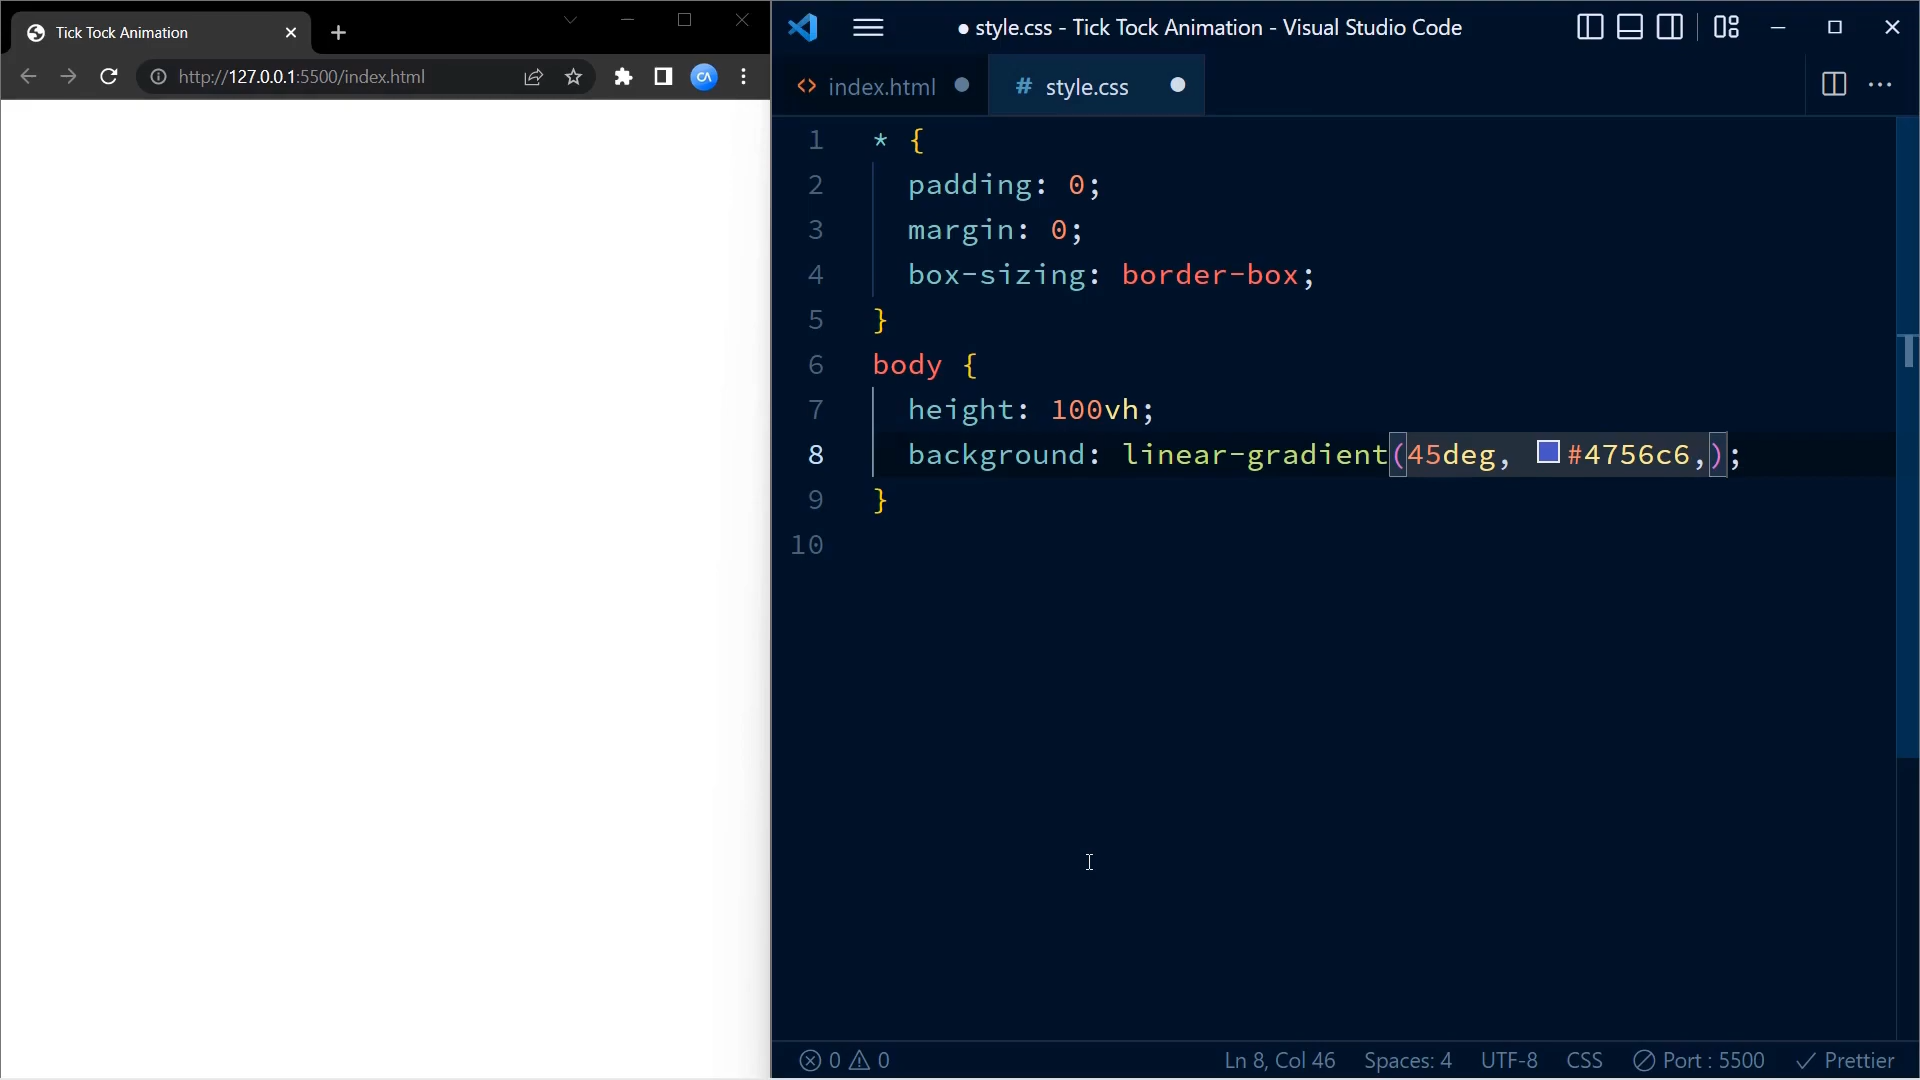 Tick Tock Animation
http://127.0.0.1:5500/index.html
CA
● style.css - Tick Tock Animation - Visual Studio Code
<> index.html ●
# style.css ●
1 * {
2 padding: 0;
3 margin: 0;
4 box-sizing: border-box;
5 }
6 body {
7 height: 100vh;
8 background: linear-gradient(45deg, #4756c6,);
9 }
10
0 0 Ln 8, Col 46 Spaces: 4 UTF-8 CSS Port : 5500 Prettier